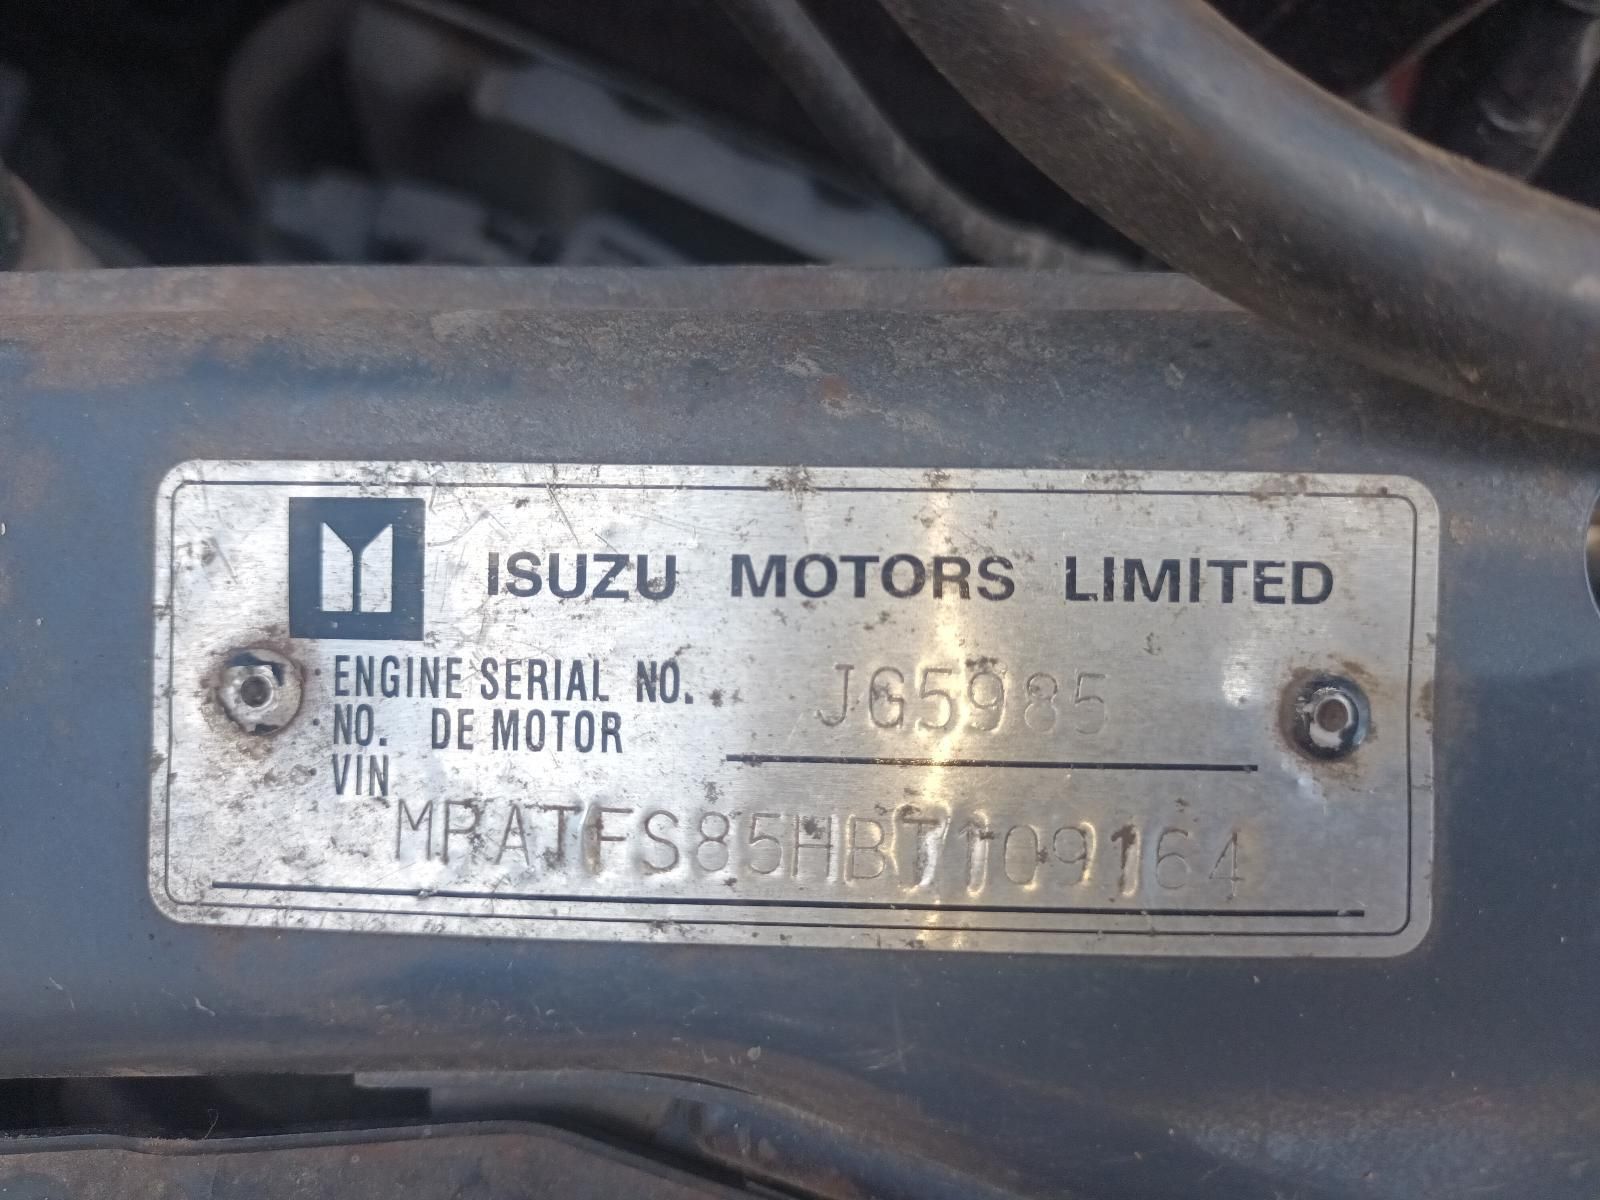 ISUZU MOTORS LIMITED
ENGINE SERIAL NO. JG5985
NO. DE MOTOR
VIN
MPATFS85HBT109164